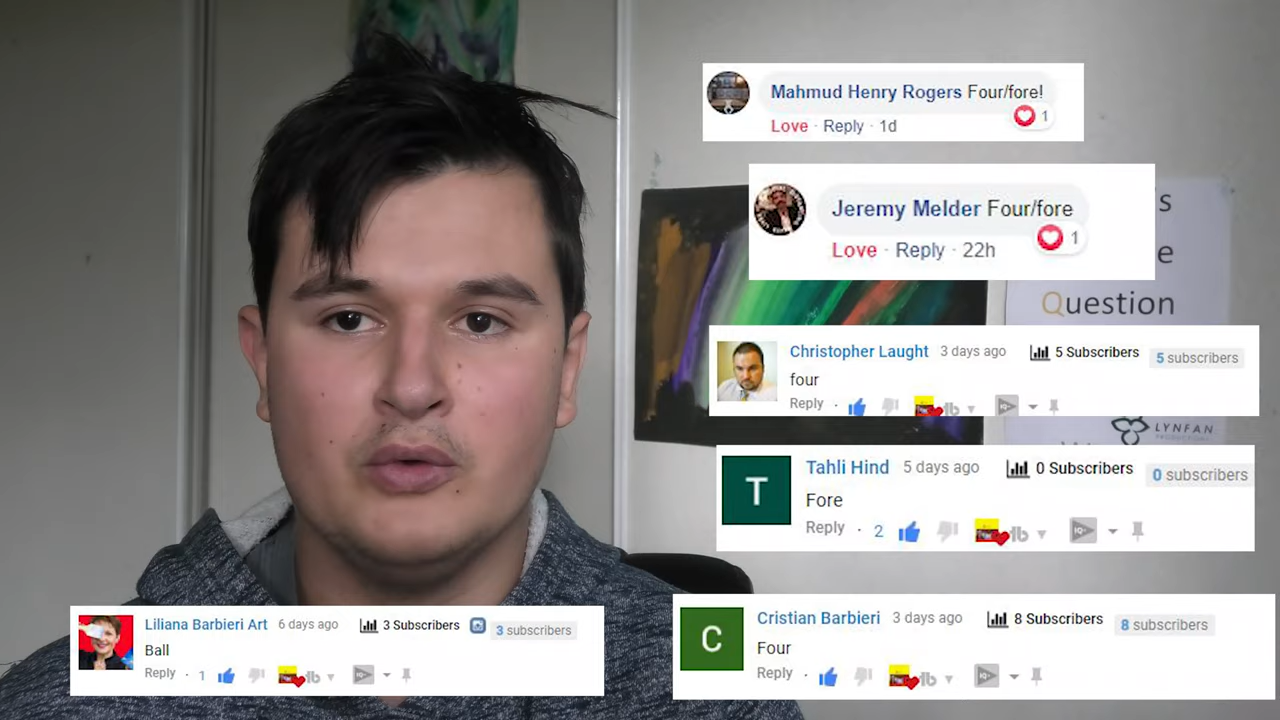 Mahmud Henry Rogers Four/fore!
Love · Reply · 1d
1
Jeremy Melder Four/fore
Love · Reply · 22h
1
s
e
Question
Christopher Laught 3 days ago 5 Subscribers 5 subscribers
four
Reply ·
LYNFAN
PRODUCTIONS
T
Tahli Hind 5 days ago 0 Subscribers 0 subscribers
Fore
Reply · 2
Liliana Barbieri Art 6 days ago 3 Subscribers 3 subscribers
Ball
Reply · 1
C
Cristian Barbieri 3 days ago 8 Subscribers 8 subscribers
Four
Reply ·